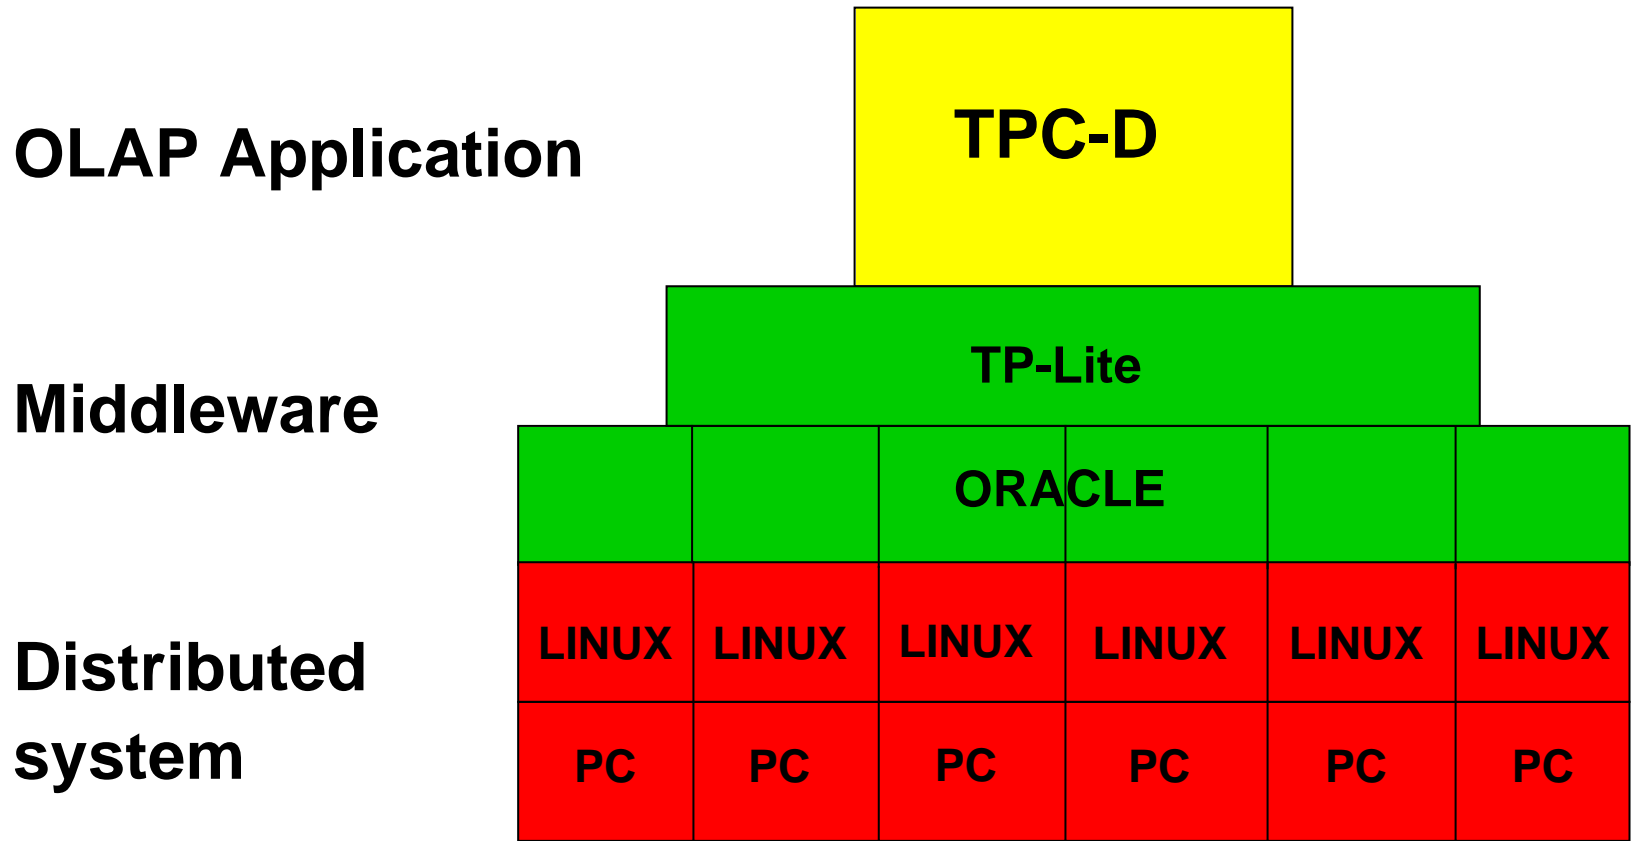 TPC-D
OLAP Application
TP-Lite
Middleware
ORACLE
LINUX LINUX LINUX LINUX LINUX LINUX
Distributed
system
PC PC PC PC PC PC